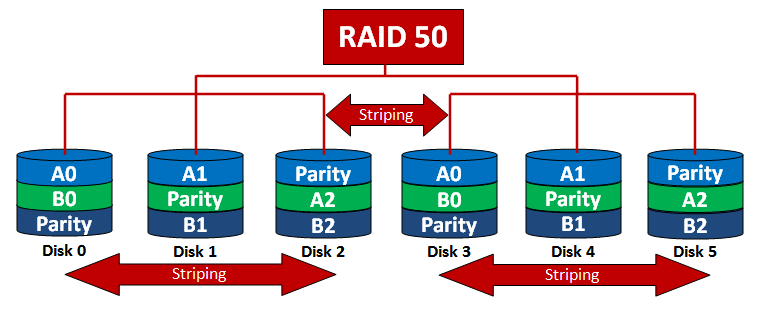 RAID 50
Striping
A0 A1 Parity A0 A1 Parity
B0 Parity A2 B0 Parity A2
Parity B1 B2 Parity B1 B2
Disk 0 Disk 1 Disk 2 Disk 3 Disk 4 Disk 5
Striping Striping